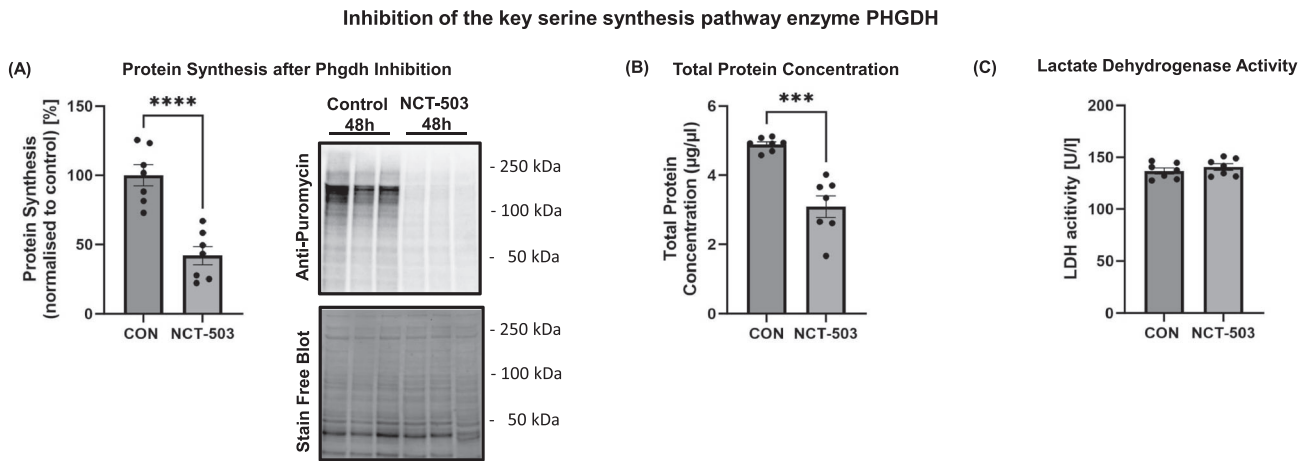 Inhibition of the key serine synthesis pathway enzyme PHGDH
(A)
Protein Synthesis after Phgdh Inhibition
Protein Synthesis
(normalised to control) [%]
150
100
50
0
****
CON
NCT-503
Control
48h
NCT-503
48h
Anti-Puromycin
- 250 kDa
- 100 kDa
- 50 kDa
Stain Free Blot
- 250 kDa
- 100 kDa
- 50 kDa
(B)
Total Protein Concentration
Total Protein
Concentration (µg/µl)
6
4
2
0
***
CON
NCT-503
(C)
Lactate Dehydrogenase Activity
LDH acitivity [U/l]
200
150
100
50
0
CON
NCT-503